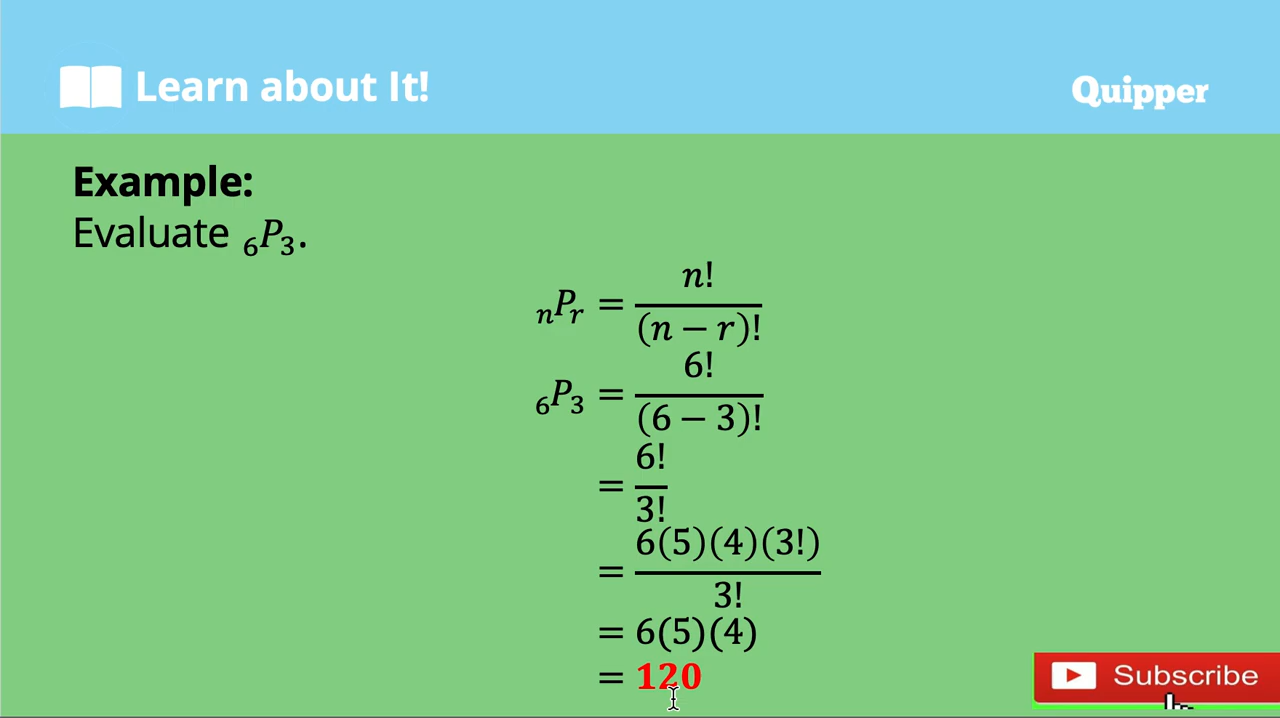 Learn about It!
Quipper
Example:
Evaluate ₆P₃.
ₙPᵣ = n! / (n − r)!
₆P₃ = 6! / (6 − 3)!
= 6! / 3!
= 6(5)(4)(3!) / 3!
= 6(5)(4)
= 120
Subscribe